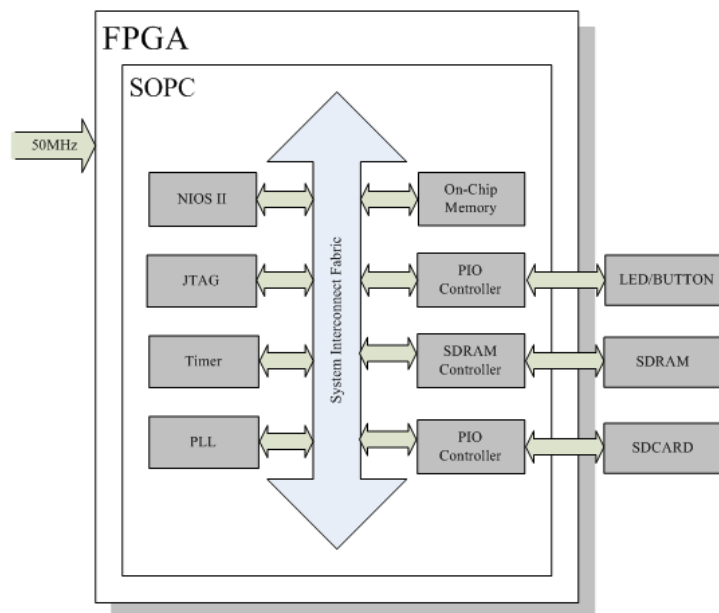 FPGA
SOPC
50MHz
NIOS II
On-Chip
Memory
JTAG
PIO
Controller
LED/BUTTON
Timer
SDRAM
Controller
SDRAM
PLL
PIO
Controller
SDCARD
System Interconnect Fabric